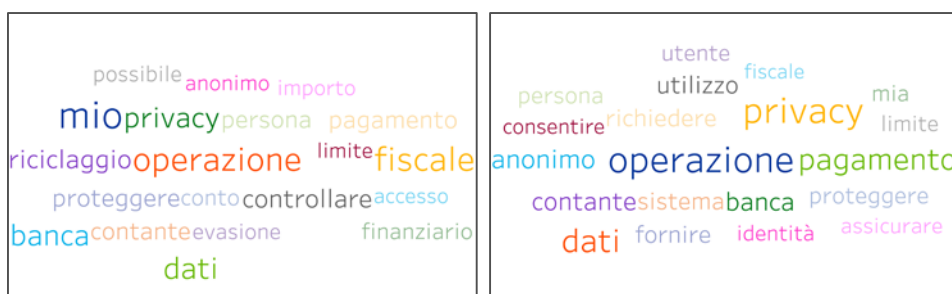 possibile anonimo importo
mio privacy persona pagamento
riciclaggio operazione limite fiscale
proteggere conto controllare accesso
banca contante evasione finanziario
dati
utente
utilizzo fiscale
persona privacy mia
consentire richiedere limite
anonimo operazione pagamento
contante sistema banca proteggere
dati fornire identità assicurare